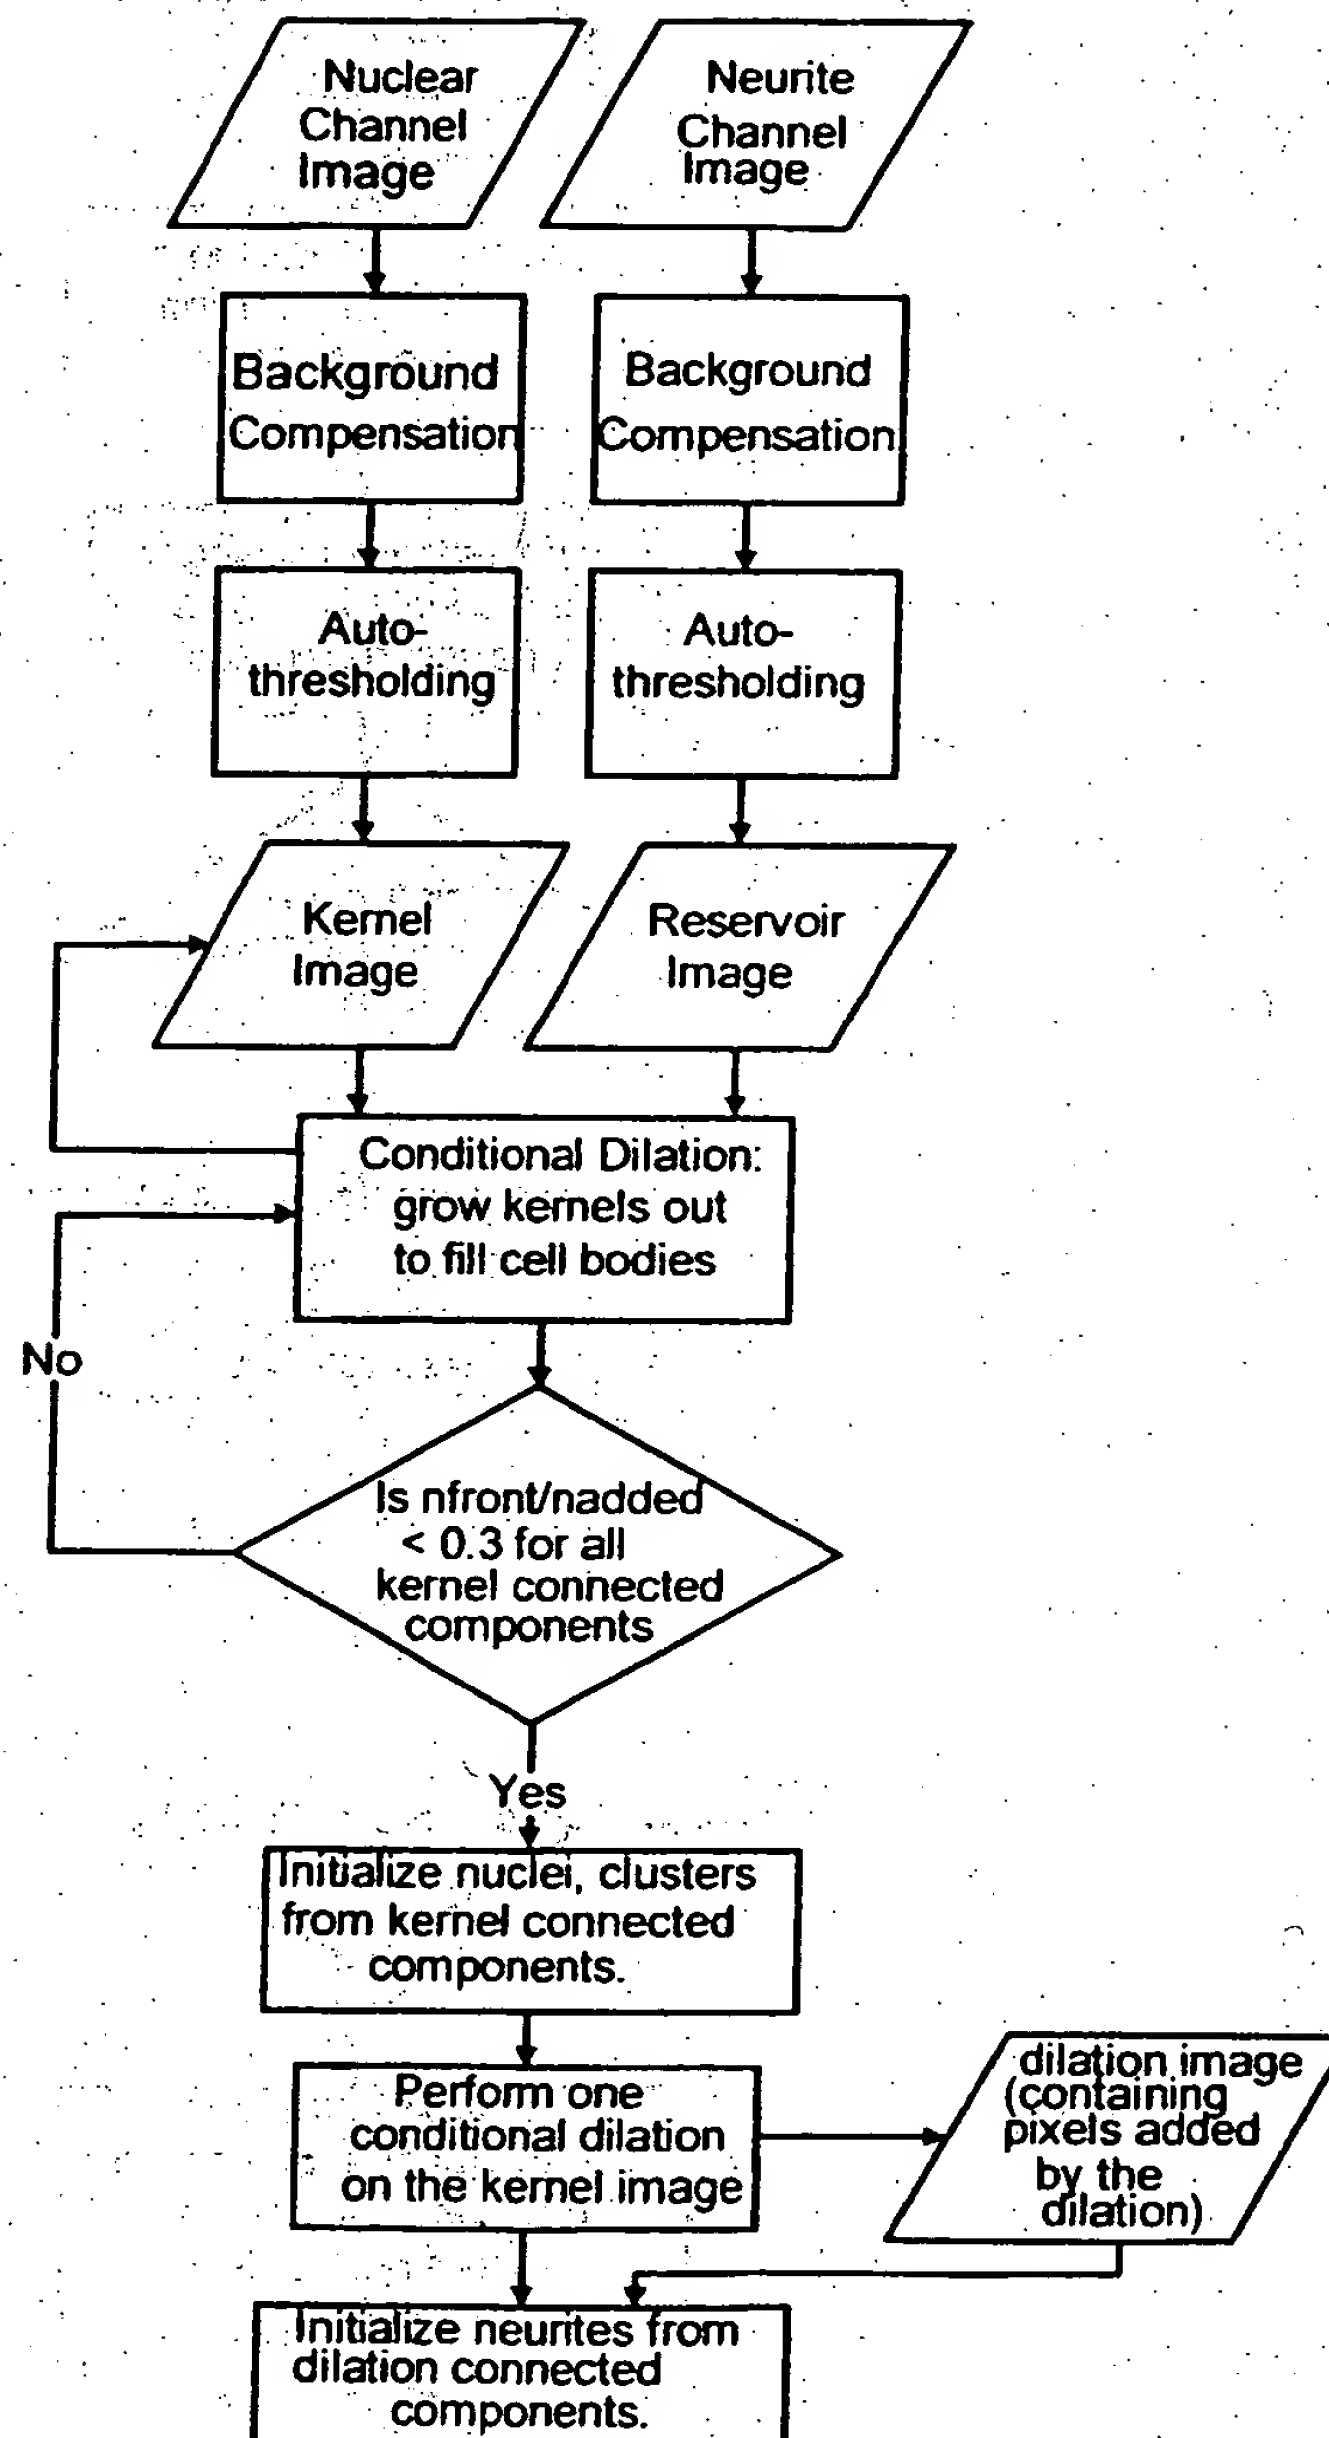 Nuclear
Channel
Image
Neurite
Channel
Image
Background
Compensation
Background
Compensation
Auto-
thresholding
Auto-
thresholding
Kernel
Image
Reservoir
Image
Conditional Dilation:
grow kernels out
to fill cell bodies
No
Is nfront/nadded
< 0.3 for all
kernel connected
components
Yes
Initialize nuclei, clusters
from kernel connected
components.
Perform one
conditional dilation
on the kernel image
dilation image
(containing
pixels added
by the
dilation)
Initialize neurites from
dilation connected
components.